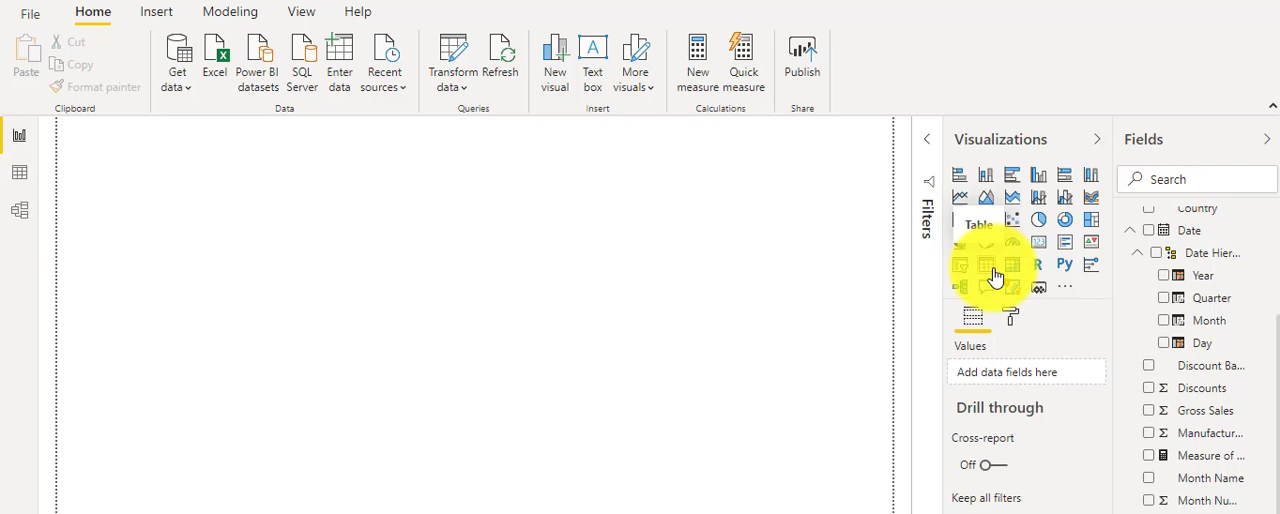 File Home Insert Modeling View Help
Paste
Cut
Copy
Format painter
Get data
Excel
Power BI datasets
SQL Server
Enter data
Recent sources
Transform data
Refresh
New visual
Text box
More visuals
New measure
Quick measure
Publish
Clipboard Data Queries Insert Calculations Share
Filters
Visualizations
Table
R
Py
123
Values
Add data fields here
Drill through
Cross-report
Off
Keep all filters
Fields
Search
Country
Date
Date Hier...
Year
Quarter
Month
Day
Discount Ba...
Discounts
Gross Sales
Manufactur...
Measure of ...
Month Name
Month Nu...